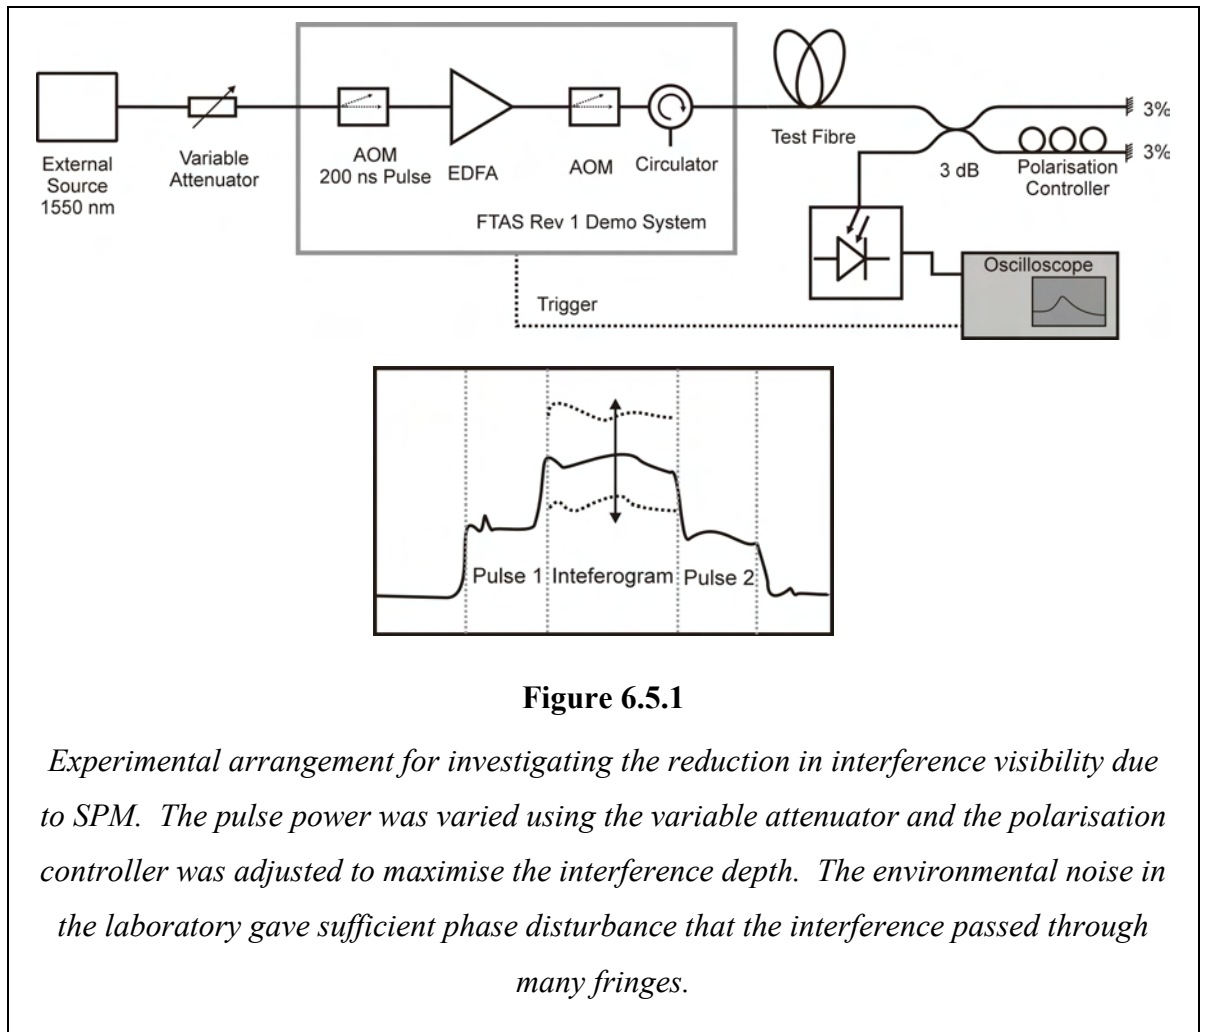 External
Source
1550 nm
Variable
Attenuator
AOM
200 ns Pulse
EDFA
AOM
Circulator
FTAS Rev 1 Demo System
Test Fibre
3%
3%
3 dB
Polarisation
Controller
Oscilloscope
Trigger
Pulse 1
Inteferogram
Pulse 2
Figure 6.5.1
Experimental arrangement for investigating the reduction in interference visibility due
to SPM. The pulse power was varied using the variable attenuator and the polarisation
controller was adjusted to maximise the interference depth. The environmental noise in
the laboratory gave sufficient phase disturbance that the interference passed through
many fringes.